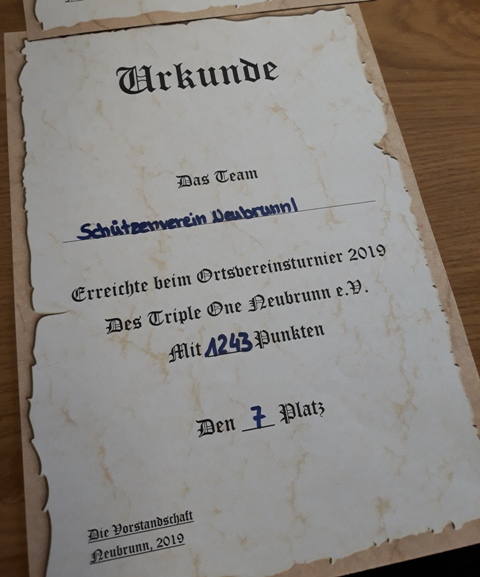 Urkunde
Das Team
Schützenverein Neubrunn I
Erreichte beim Ortsvereinsturnier 2019
Des Triple One Neubrunn e.V.
Mit 1243 Punkten
Den 7 Platz
Die Vorstandschaft
Neubrunn, 2019